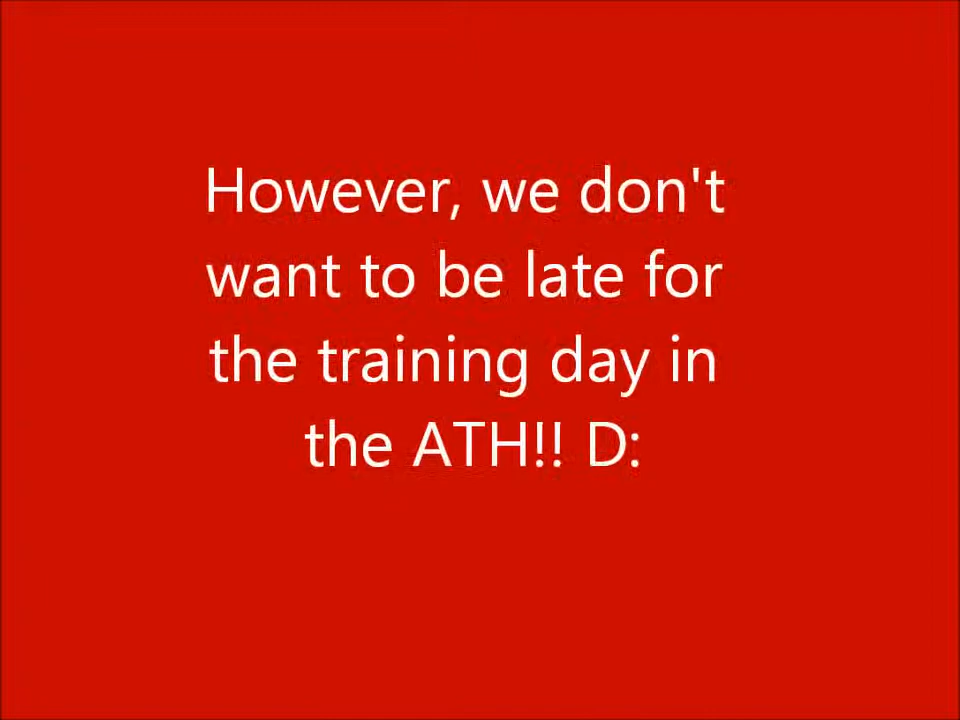 However, we don't
want to be late for
the training day in
the ATH!! D: